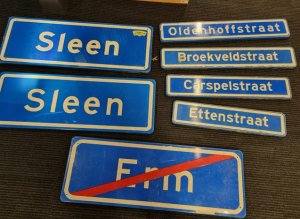 Sleen
Sleen
Oldenhoffstraat
Broekveldstraat
Carspelstraat
Ettenstraat
Erm